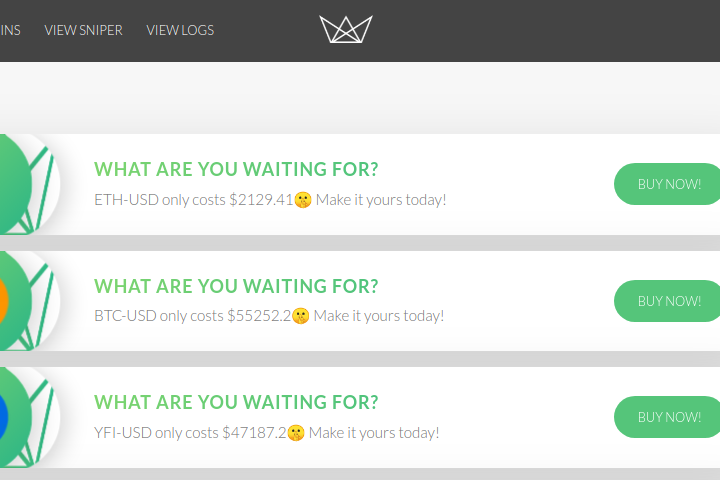 INS VIEW SNIPER VIEW LOGS
WHAT ARE YOU WAITING FOR?
ETH-USD only costs $2129.41🤫 Make it yours today!
BUY NOW!
WHAT ARE YOU WAITING FOR?
BTC-USD only costs $55252.2🤫 Make it yours today!
BUY NOW!
WHAT ARE YOU WAITING FOR?
YFI-USD only costs $47187.2🤫 Make it yours today!
BUY NOW!